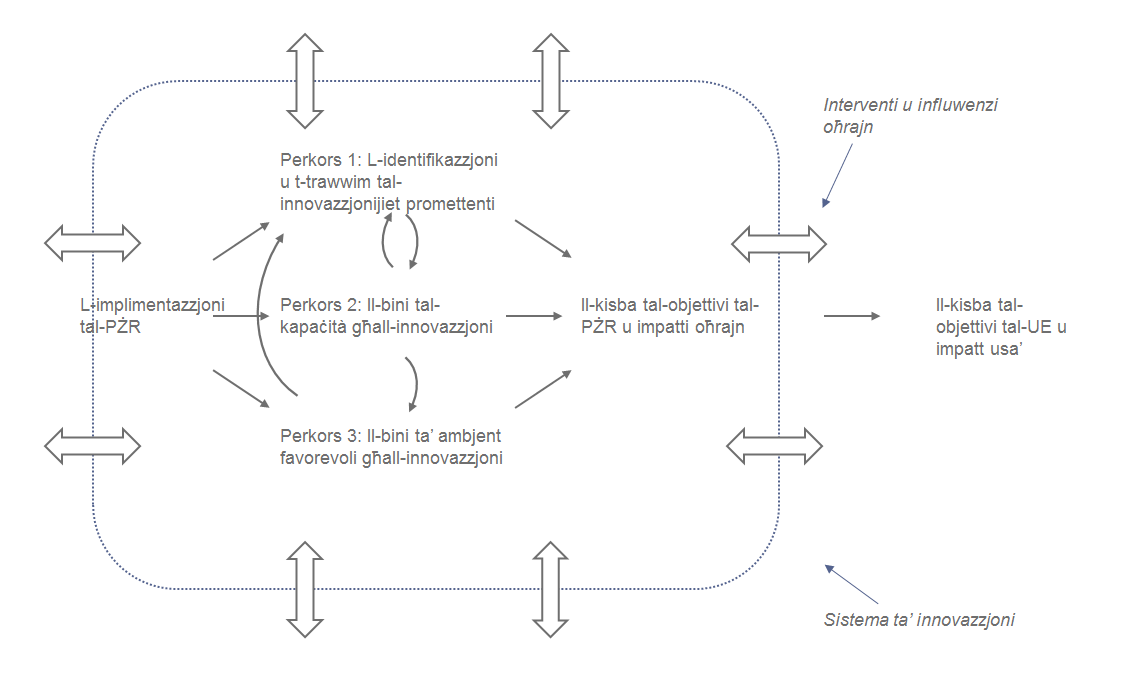 Interventi u influwenzi
oħrajn
Perkors 1: L-identifikazzjoni
u t-trawwim tal-
innovazzjonijiet promettenti
L-implimentazzjoni
tal-PŻR
Perkors 2: Il-bini tal-
kapaċità għall-innovazzjoni
Il-kisba tal-objettivi tal-
PŻR u impatti oħrajn
Il-kisba tal-
objettivi tal-UE u
impatt usa’
Perkors 3: Il-bini ta’ ambjent
favorevoli għall-innovazzjoni
Sistema ta’ innovazzjoni